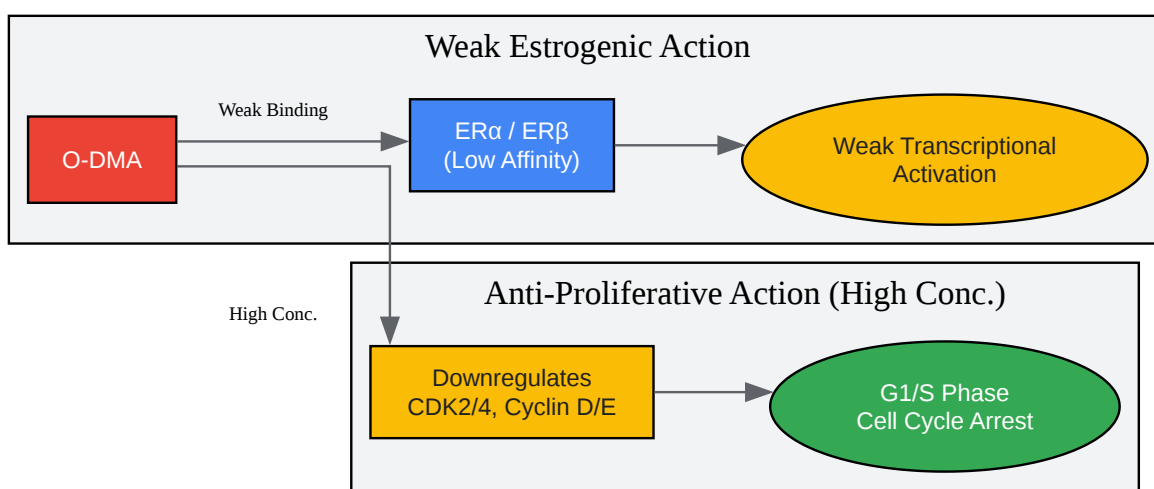 Weak Estrogenic Action
Weak Binding
O-DMA
ERα / ERβ
(Low Affinity)
Weak Transcriptional
Activation
High Conc.
Anti-Proliferative Action (High Conc.)
Downregulates
CDK2/4, Cyclin D/E
G1/S Phase
Cell Cycle Arrest